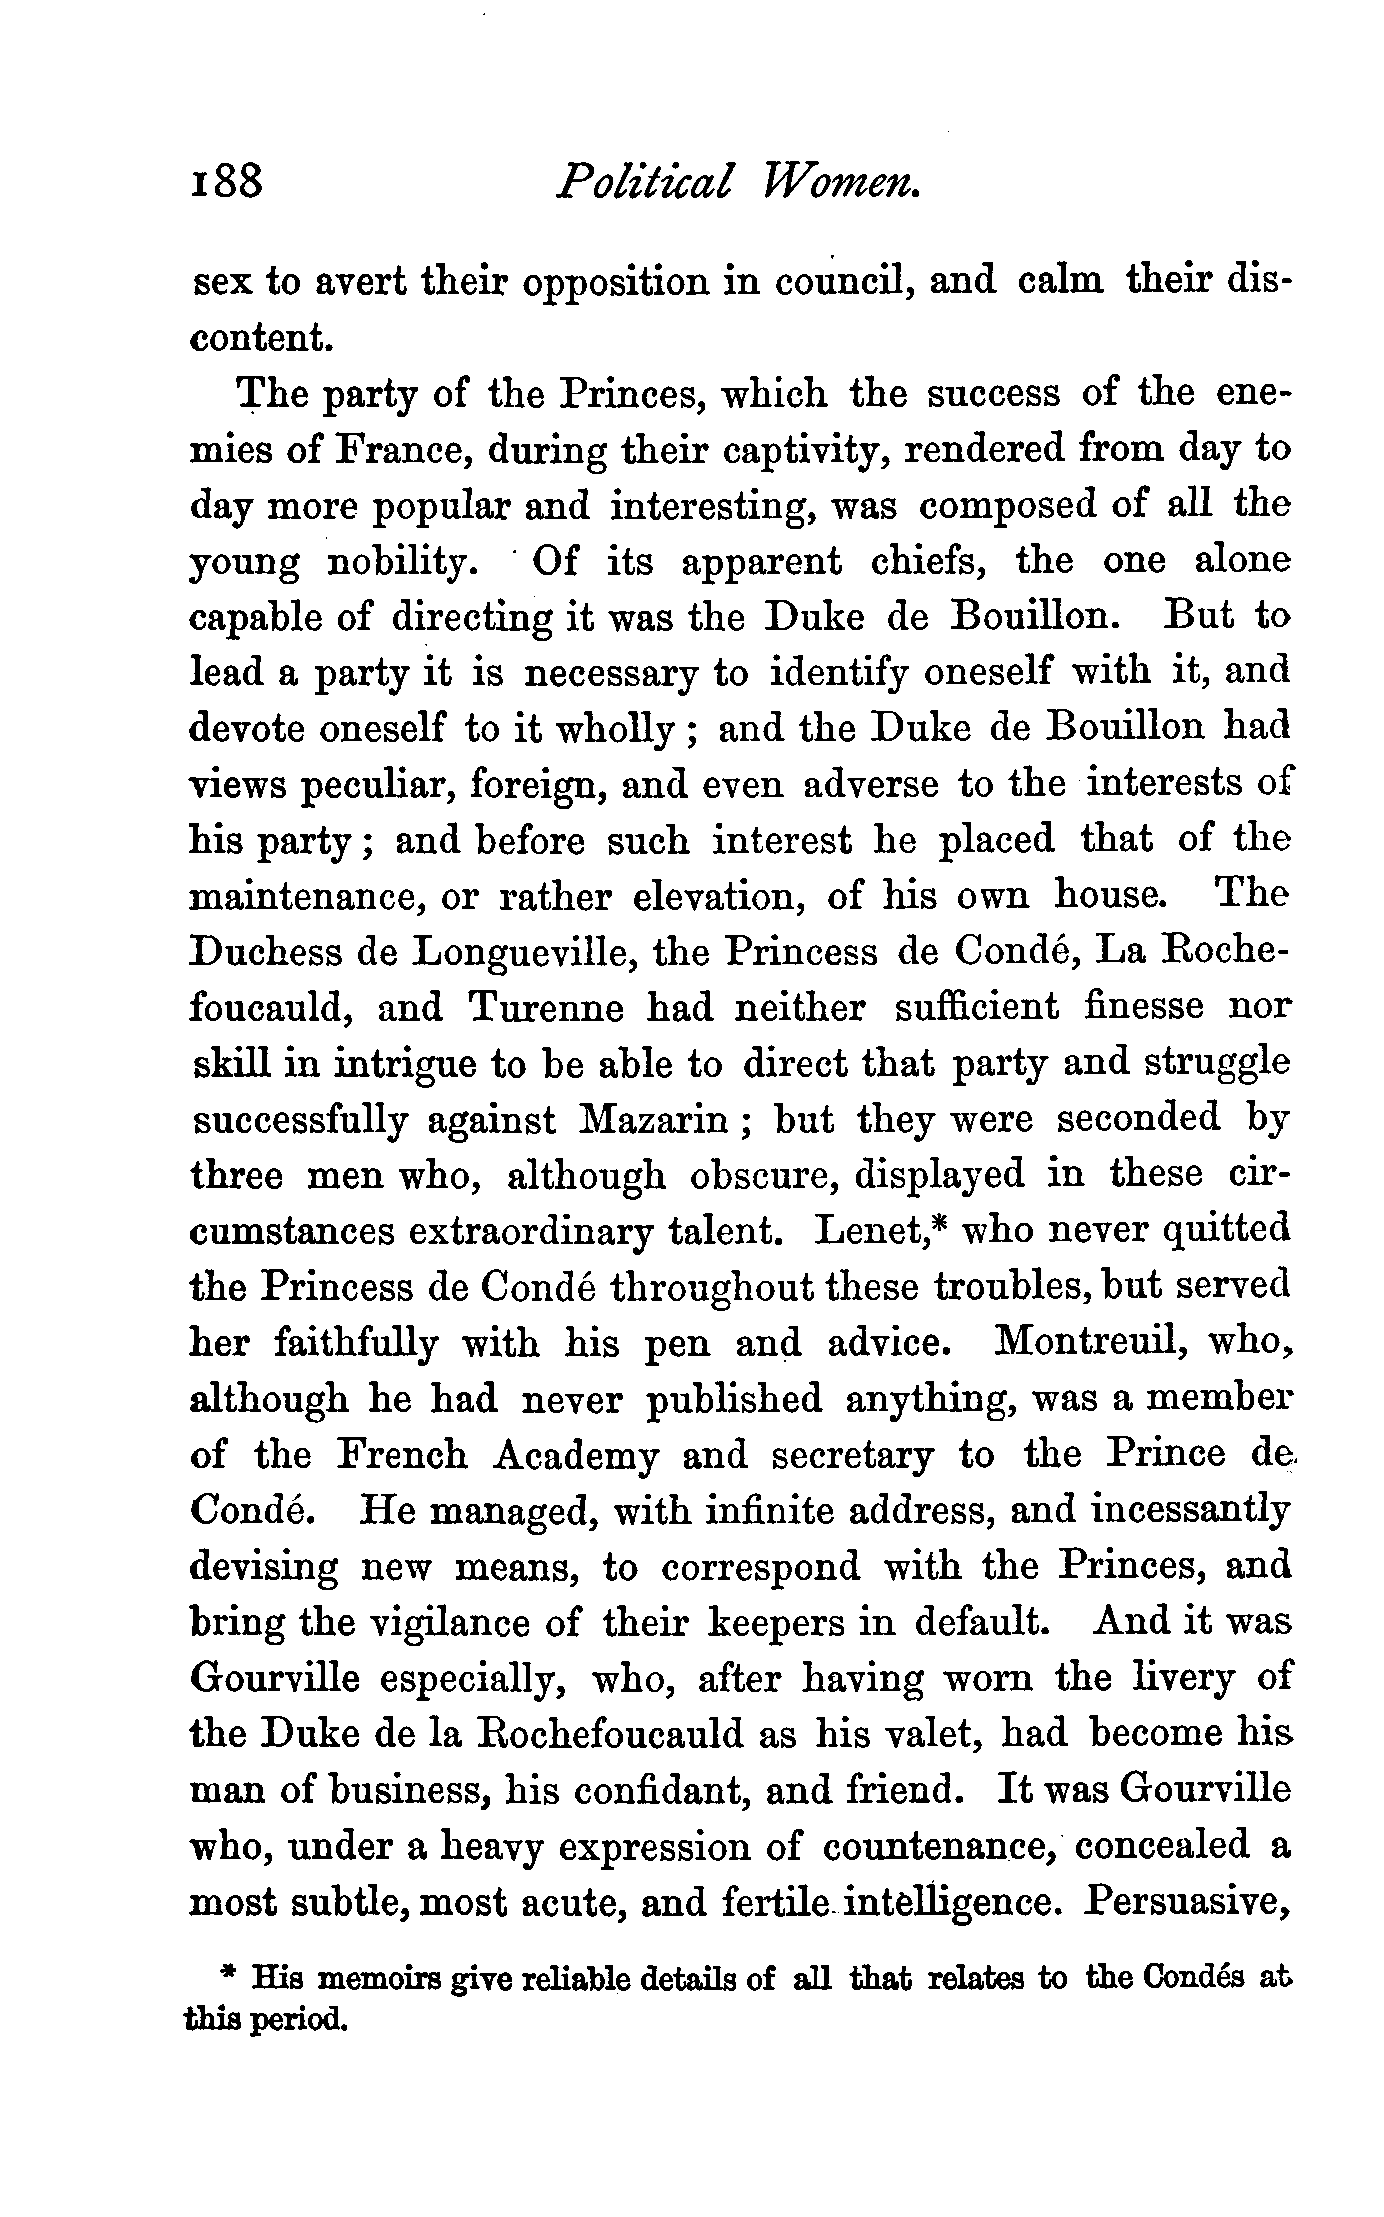 188 Political Women.
sex to avert their opposition in council, and calm their dis-
content.
The party of the Princes, which the success of the ene-
mies of France, during their captivity, rendered from day to
day more popular and interesting, was composed of all the
young nobility. Of its apparent chiefs, the one alone
capable of directing it was the Duke de Bouillon. But to
lead a party it is necessary to identify oneself with it, and
devote oneself to it wholly ; and the Duke de Bouillon had
views peculiar, foreign, and even adverse to the interests of
his party ; and before such interest he placed that of the
maintenance, or rather elevation, of his own house. The
Duchess de Longueville, the Princess de Condé, La Roche-
foucauld, and Turenne had neither sufficient finesse nor
skill in intrigue to be able to direct that party and struggle
successfully against Mazarin ; but they were seconded by
three men who, although obscure, displayed in these cir-
cumstances extraordinary talent. Lenet,* who never quitted
the Princess de Condé throughout these troubles, but served
her faithfully with his pen and advice. Montreuil, who,
although he had never published anything, was a member
of the French Academy and secretary to the Prince de
Condé. He managed, with infinite address, and incessantly
devising new means, to correspond with the Princes, and
bring the vigilance of their keepers in default. And it was
Gourville especially, who, after having worn the livery of
the Duke de la Rochefoucauld as his valet, had become his
man of business, his confidant, and friend. It was Gourville
who, under a heavy expression of countenance, concealed a
most subtle, most acute, and fertile intelligence. Persuasive,
* His memoirs give reliable details of all that relates to the Condés at
this period.